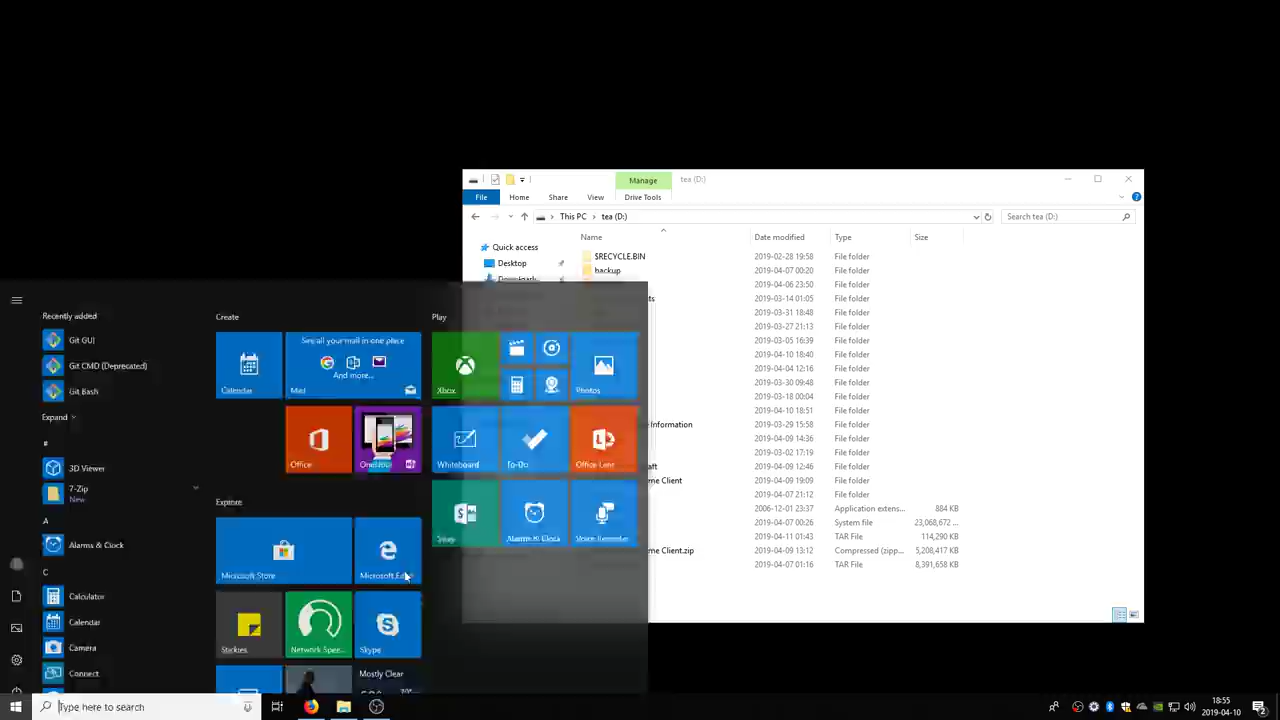 Manage
tea (D:)
File
Home
Share
View
Drive Tools
This PC
tea (D:)
Search tea (D:)
Name
Date modified
Type
Size
Quick access
Desktop
$RECYCLE.BIN
2019-02-28 19:58
File folder
backup
2019-04-07 00:20
File folder
2019-04-06 23:50
File folder
ts
2019-03-14 01:05
File folder
2019-03-31 18:48
File folder
2019-03-27 21:13
File folder
2019-03-05 16:39
File folder
2019-04-10 18:40
File folder
2019-04-04 12:16
File folder
2019-03-30 09:48
File folder
2019-03-18 00:04
File folder
2019-04-10 18:51
File folder
Information
2019-03-29 15:58
File folder
2019-04-09 14:36
File folder
2019-03-02 17:19
File folder
aft
2019-04-09 12:46
File folder
me Client
2019-04-09 19:09
File folder
2019-04-07 21:12
File folder
2006-12-01 23:37
Application extens...
884 KB
2019-04-07 00:26
System file
23,068,672 ...
2019-04-11 01:43
TAR File
114,290 KB
me Client.zip
2019-04-09 13:12
Compressed (zipp...
5,208,417 KB
2019-04-07 01:16
TAR File
8,391,658 KB
Recently added
Git GUI
Git CMD (Deprecated)
Git Bash
Expand
#
3D Viewer
7-Zip
New
A
Alarms & Clock
C
Calculator
Calendar
Camera
Connect
Create
Calendar
See all your mail in one place
And more...
Mail
Office
OneNote
Explore
Microsoft Store
Microsoft Edge
Stickies
Network Spee...
Skype
Mostly Clear
Play
Xbox
Photos
Whiteboard
To-Do
Office Lens
Sway
Alarms & Clock
Voice Recorder
Type here to search
18:55
2019-04-10
2